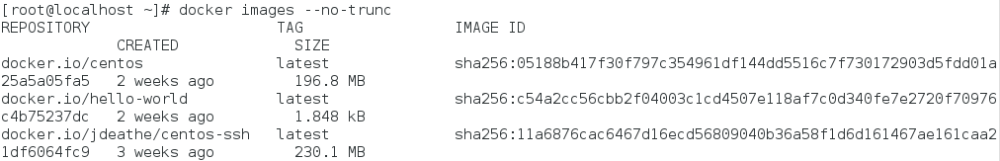 [root@localhost ~]# docker images --no-trunc
REPOSITORY TAG IMAGE ID
CREATED SIZE
docker.io/centos latest sha256:05188b417f30f797c354961df144dd5516c7f730172903d5fdd01a
25a5a05fa5 2 weeks ago 196.8 MB
docker.io/hello-world latest sha256:c54a2cc56cbb2f04003c1cd4507e118af7c0d340fe7e2720f70976
c4b75237dc 2 weeks ago 1.848 kB
docker.io/jdeathe/centos-ssh latest sha256:11a6876cac6467d16ecd56809040b36a58f1d6d161467ae161caa2
1df6064fc9 3 weeks ago 230.1 MB